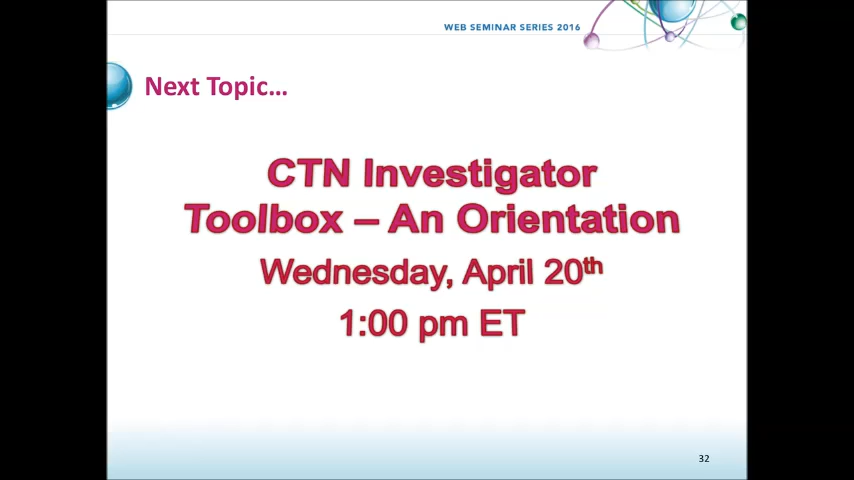 WEB SEMINAR SERIES 2016
Next Topic...
CTN Investigator
Toolbox – An Orientation
Wednesday, April 20th
1:00 pm ET
32